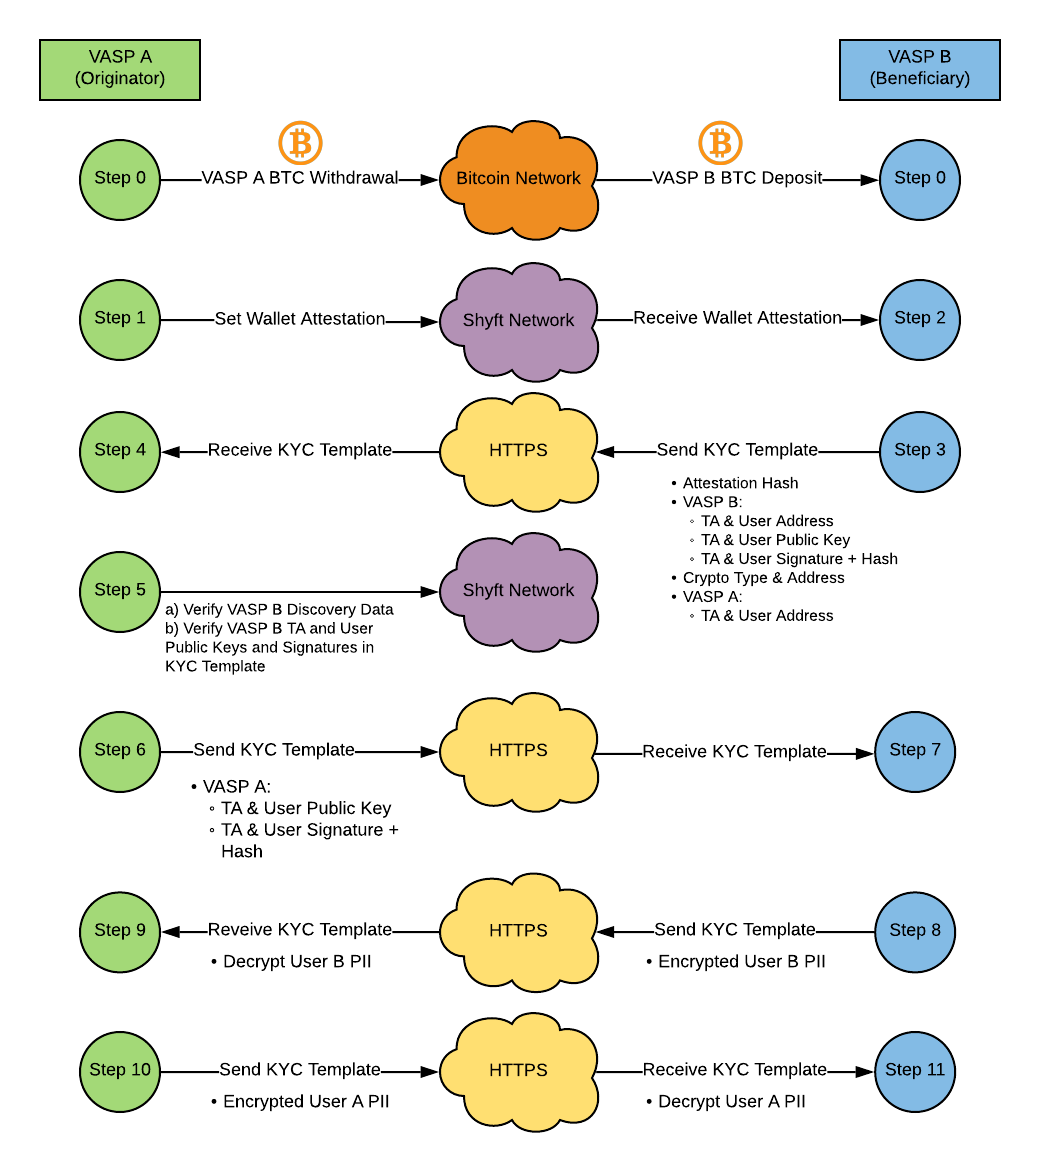 VASP A
(Originator)
VASP B
(Beneficiary)
Step 0
VASP A BTC Withdrawal
Bitcoin Network
VASP B BTC Deposit
Step 0
Step 1
Set Wallet Attestation
Shyft Network
Receive Wallet Attestation
Step 2
Step 4
Receive KYC Template
HTTPS
Send KYC Template
Step 3
• Attestation Hash
• VASP B:
◦ TA & User Address
◦ TA & User Public Key
◦ TA & User Signature + Hash
• Crypto Type & Address
• VASP A:
◦ TA & User Address
Step 5
Shyft Network
a) Verify VASP B Discovery Data
b) Verify VASP B TA and User
Public Keys and Signatures in
KYC Template
Step 6
Send KYC Template
HTTPS
Receive KYC Template
Step 7
• VASP A:
◦ TA & User Public Key
◦ TA & User Signature +
Hash
Step 9
Reveive KYC Template
HTTPS
Send KYC Template
Step 8
• Decrypt User B PII
• Encrypted User B PII
Step 10
Send KYC Template
HTTPS
Receive KYC Template
Step 11
• Encrypted User A PII
• Decrypt User A PII